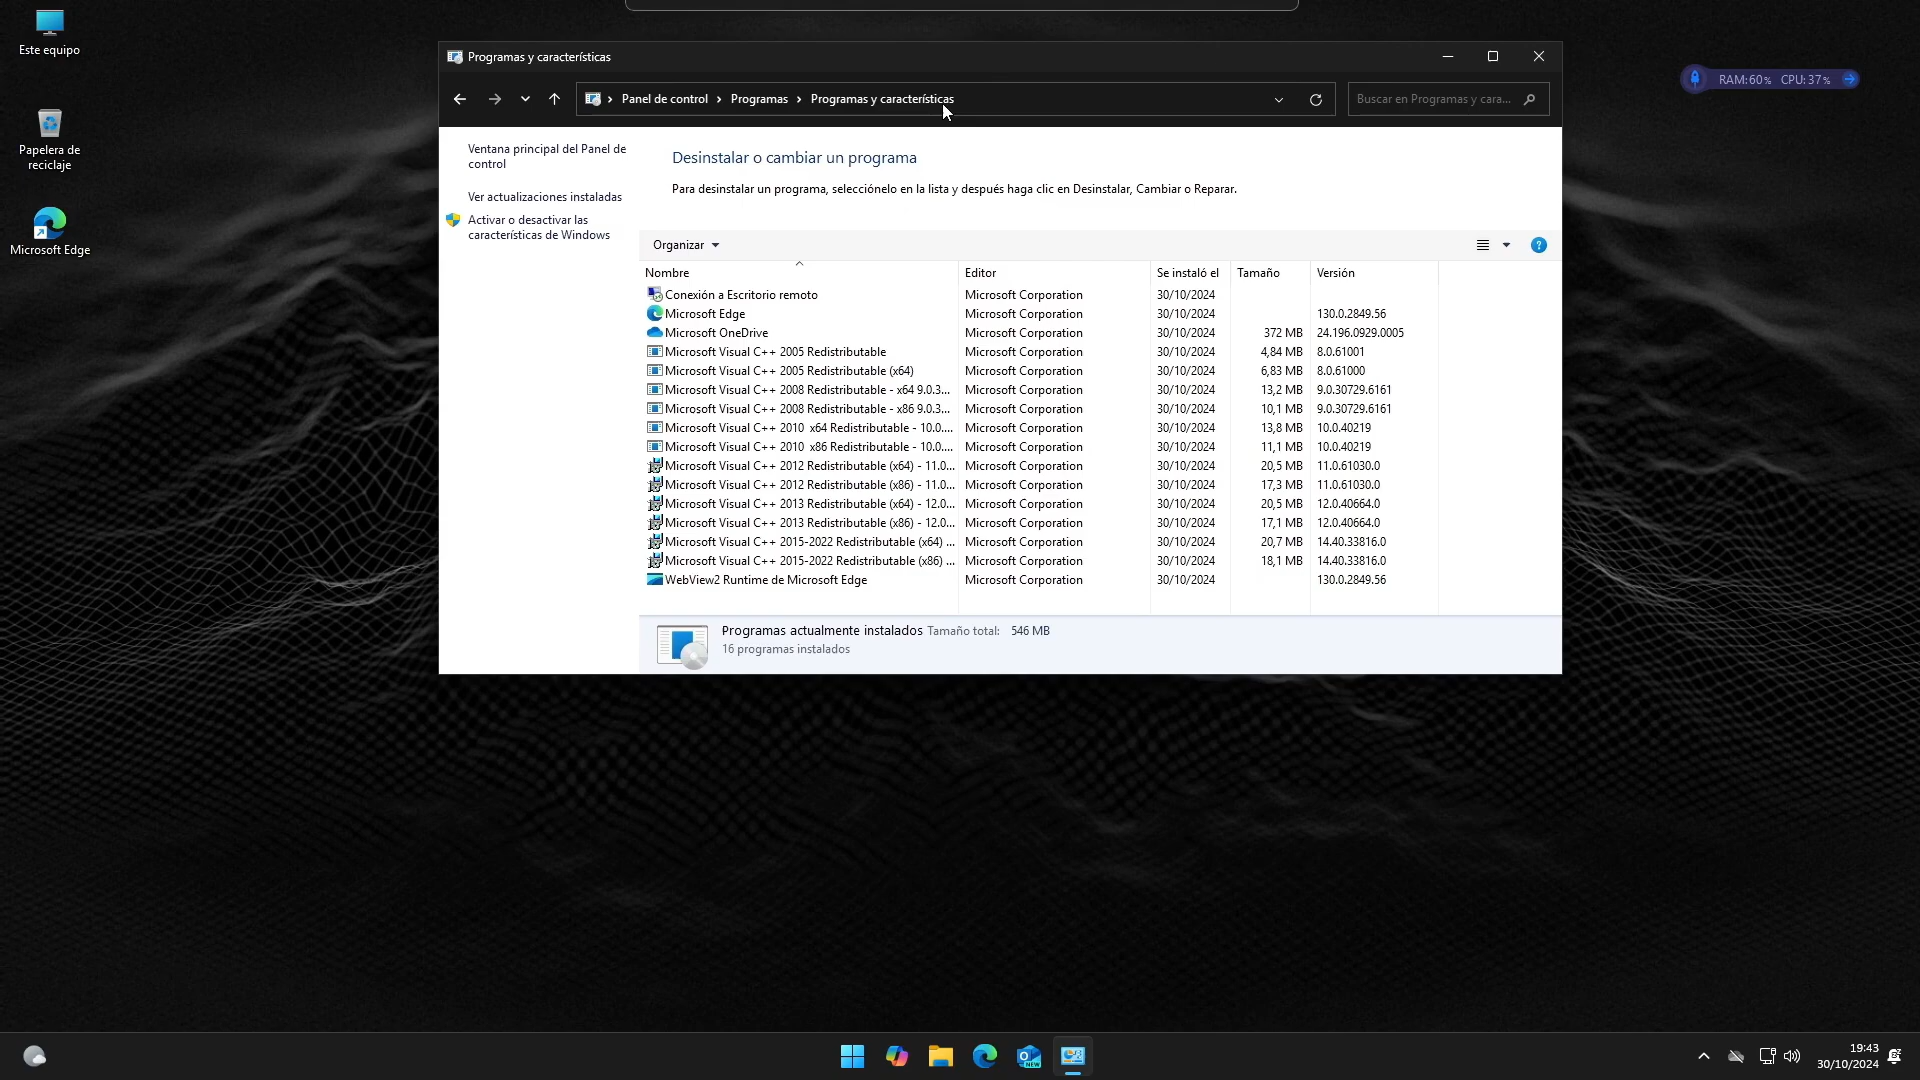 Este equipo
Papelera de
reciclaje
Microsoft Edge
Programas y características
Panel de control
Programas
Programas y características
Buscar en Programas y cara...
RAM:60% CPU:37%
Ventana principal del Panel de
control
Ver actualizaciones instaladas
Activar o desactivar las
características de Windows
Desinstalar o cambiar un programa
Para desinstalar un programa, selecciónelo en la lista y después haga clic en Desinstalar, Cambiar o Reparar.
Organizar
Nombre Editor Se instaló el Tamaño Versión
Conexión a Escritorio remoto Microsoft Corporation 30/10/2024
Microsoft Edge Microsoft Corporation 30/10/2024 130.0.2849.56
Microsoft OneDrive Microsoft Corporation 30/10/2024 372 MB 24.196.0929.0005
Microsoft Visual C++ 2005 Redistributable Microsoft Corporation 30/10/2024 4,84 MB 8.0.61001
Microsoft Visual C++ 2005 Redistributable (x64) Microsoft Corporation 30/10/2024 6,83 MB 8.0.61000
Microsoft Visual C++ 2008 Redistributable - x64 9.0.3... Microsoft Corporation 30/10/2024 13,2 MB 9.0.30729.6161
Microsoft Visual C++ 2008 Redistributable - x86 9.0.3... Microsoft Corporation 30/10/2024 10,1 MB 9.0.30729.6161
Microsoft Visual C++ 2010  x64 Redistributable - 10.0.... Microsoft Corporation 30/10/2024 13,8 MB 10.0.40219
Microsoft Visual C++ 2010  x86 Redistributable - 10.0.... Microsoft Corporation 30/10/2024 11,1 MB 10.0.40219
Microsoft Visual C++ 2012 Redistributable (x64) - 11.0... Microsoft Corporation 30/10/2024 20,5 MB 11.0.61030.0
Microsoft Visual C++ 2012 Redistributable (x86) - 11.0... Microsoft Corporation 30/10/2024 17,3 MB 11.0.61030.0
Microsoft Visual C++ 2013 Redistributable (x64) - 12.0... Microsoft Corporation 30/10/2024 20,5 MB 12.0.40664.0
Microsoft Visual C++ 2013 Redistributable (x86) - 12.0... Microsoft Corporation 30/10/2024 17,1 MB 12.0.40664.0
Microsoft Visual C++ 2015-2022 Redistributable (x64) ... Microsoft Corporation 30/10/2024 20,7 MB 14.40.33816.0
Microsoft Visual C++ 2015-2022 Redistributable (x86) ... Microsoft Corporation 30/10/2024 18,1 MB 14.40.33816.0
WebView2 Runtime de Microsoft Edge Microsoft Corporation 30/10/2024 130.0.2849.56
Programas actualmente instalados Tamaño total: 546 MB
16 programas instalados
NEW
19:43
30/10/2024